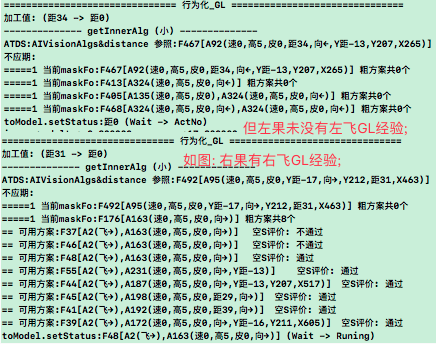 ============================== 行为化_GL ===============================
加工值: (距34 -> 距0)
-------------- getInnerAlg (小) --------------
ATDS:AIVisionAlgs&distance 参照:F467[A92(速0,高5,皮0,距34,向←,Y距-13,Y207,X265)]
不应期:
=====1 当前maskFo:F467[A92(速0,高5,皮0,距34,向←,Y距-13,Y207,X265)] 粗方案共0个
=====1 当前maskFo:F413[A324(速0,高5,皮0,向←)] 粗方案共0个
=====1 当前maskFo:F405[A135(速0,高5,皮0),A324(速0,高5,皮0,向←)] 粗方案共0个
=====1 当前maskFo:F468[A324(速0,高5,皮0,向←),A324(速0,高5,皮0,向←)] 粗方案共0个
toModel.setStatus:距0 (Wait -> ActNo)
但左果未没有左飞GL经验;
============================== 行为化_GL ===============================
加工值: (距31 -> 距0)
如图: 右果有右飞GL经验;
-------------- getInnerAlg (小) --------------
ATDS:AIVisionAlgs&distance 参照:F492[A95(速0,高5,皮0,Y距-17,向→,Y212,距31,X463)]
不应期:
=====1 当前maskFo:F492[A95(速0,高5,皮0,Y距-17,向→,Y212,距31,X463)] 粗方案共0个
=====1 当前maskFo:F176[A163(速0,高5,皮0,向→)] 粗方案共8个
== 可用方案:F37[A2(飞→),A163(速0,高5,皮0,向→)] 空S评价: 不通过
== 可用方案:F46[A2(飞→),A163(速0,高5,皮0,向→)] 空S评价: 不通过
== 可用方案:F48[A2(飞→),A163(速0,高5,皮0,向→)] 空S评价: 通过
== 可用方案:F55[A2(飞→),A231(速0,高5,皮0,向→,Y距-13)] 空S评价: 通过
== 可用方案:F44[A2(飞→),A187(速0,高5,皮0,向→,Y距-13,Y207,X517)] 空S评价: 通过
== 可用方案:F45[A2(飞→),A198(速0,高5,皮0,距29,向→)] 空S评价: 通过
== 可用方案:F41[A2(飞→),A192(速0,高5,皮0,距39,向→)] 空S评价: 通过
== 可用方案:F39[A2(飞→),A172(速0,高5,皮0,向→,Y距-16,Y211,X605)] 空S评价: 通过
toModel.setStatus:F48[A2(飞→),A163(速0,高5,皮0,向→)] (Wait -> Runing)